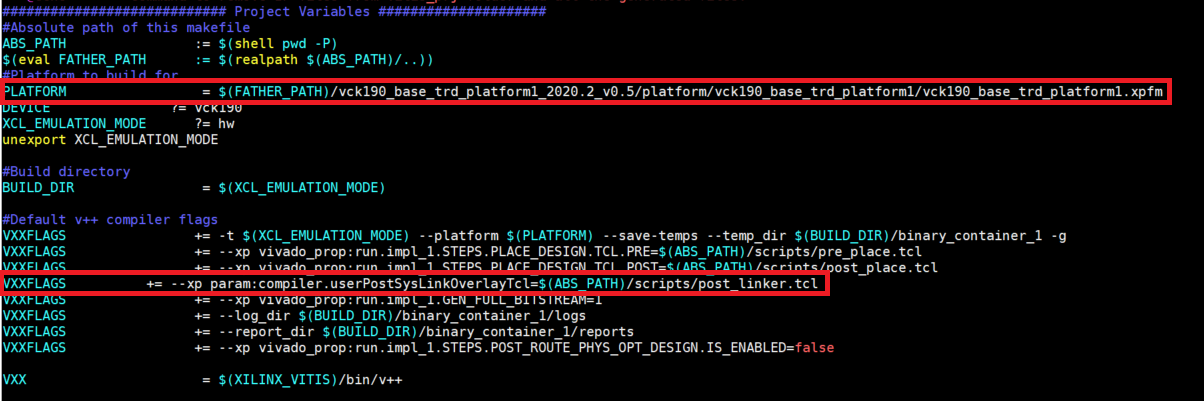 ############################ Project Variables #####################
#Absolute path of this makefile
ABS_PATH := $(shell pwd -P)
$(eval FATHER_PATH := $(realpath $(ABS_PATH)/..))
#Platform to build for
PLATFORM = $(FATHER_PATH)/vck190_base_trd_platform1_2020.2_v0.5/platform/vck190_base_trd_platform1/vck190_base_trd_platform1.xpfm
DEVICE ?= vck190
XCL_EMULATION_MODE ?= hw
unexport XCL_EMULATION_MODE
#Build directory
BUILD_DIR = $(XCL_EMULATION_MODE)
#Default v++ compiler flags
VXXFLAGS += -t $(XCL_EMULATION_MODE) --platform $(PLATFORM) --save-temps --temp_dir $(BUILD_DIR)/binary_container_1 -g
VXXFLAGS += --xp vivado_prop:run.impl_1.STEPS.PLACE_DESIGN.TCL.PRE=$(ABS_PATH)/scripts/pre_place.tcl
VXXFLAGS += --xp vivado_prop:run.impl_1.STEPS.PLACE_DESIGN.TCL.POST=$(ABS_PATH)/scripts/post_place.tcl
VXXFLAGS += --xp param:compiler.userPostSysLinkOverlayTcl=$(ABS_PATH)/scripts/post_linker.tcl
VXXFLAGS += --xp vivado_prop:run.impl_1.GEN_FULL_BITSTREAM=1
VXXFLAGS += --log_dir $(BUILD_DIR)/binary_container_1/logs
VXXFLAGS += --report_dir $(BUILD_DIR)/binary_container_1/reports
VXXFLAGS += --xp vivado_prop:run.impl_1.STEPS.POST_ROUTE_PHYS_OPT_DESIGN.IS_ENABLED=false
VXX = $(XILINX_VITIS)/bin/v++